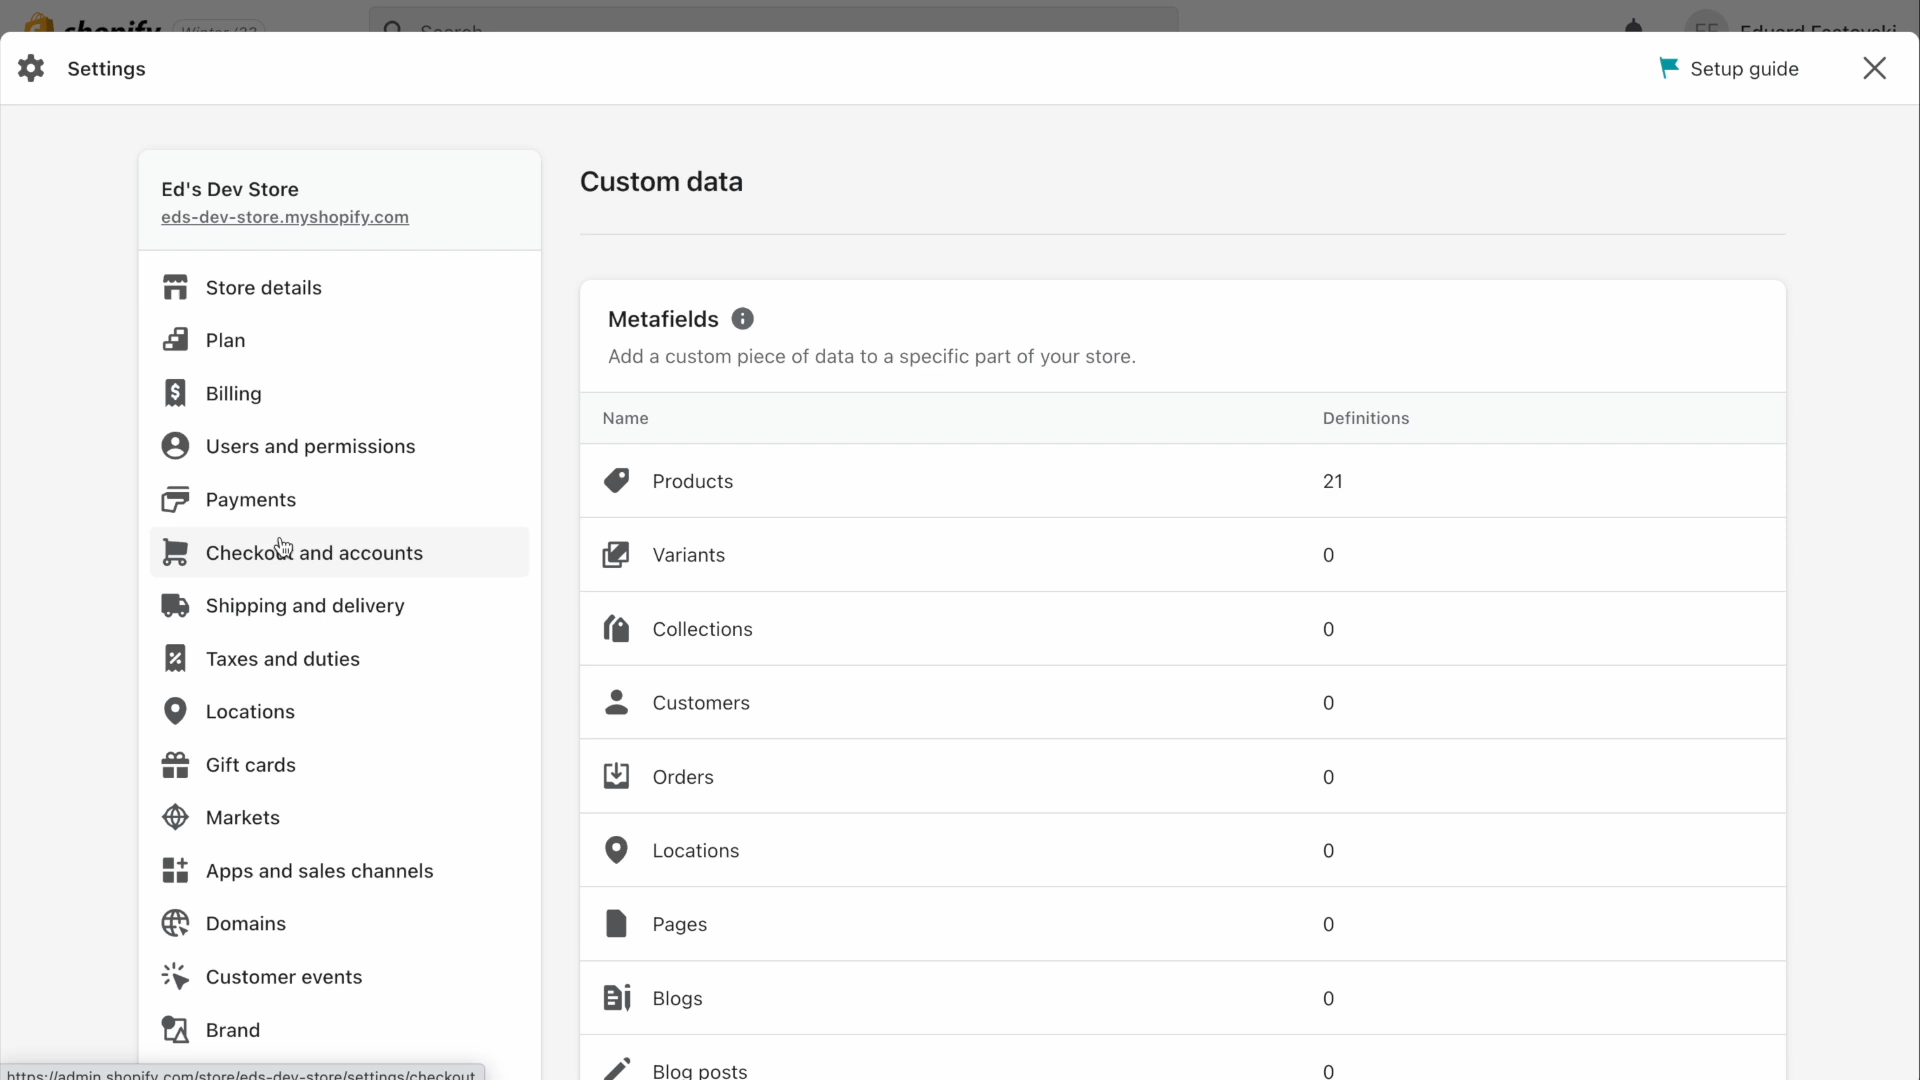 shopify
Winter '23
Search
Settings
Setup guide
Ed's Dev Store
eds-dev-store.myshopify.com
Store details
Plan
Billing
Users and permissions
Payments
Checkout and accounts
Shipping and delivery
Taxes and duties
Locations
Gift cards
Markets
Apps and sales channels
Domains
Customer events
Brand
https://admin.shopify.com/store/eds-dev-store/settings/checkout
Custom data
Metafields
Add a custom piece of data to a specific part of your store.
Name Definitions
Products 21
Variants 0
Collections 0
Customers 0
Orders 0
Locations 0
Pages 0
Blogs 0
Blog posts 0